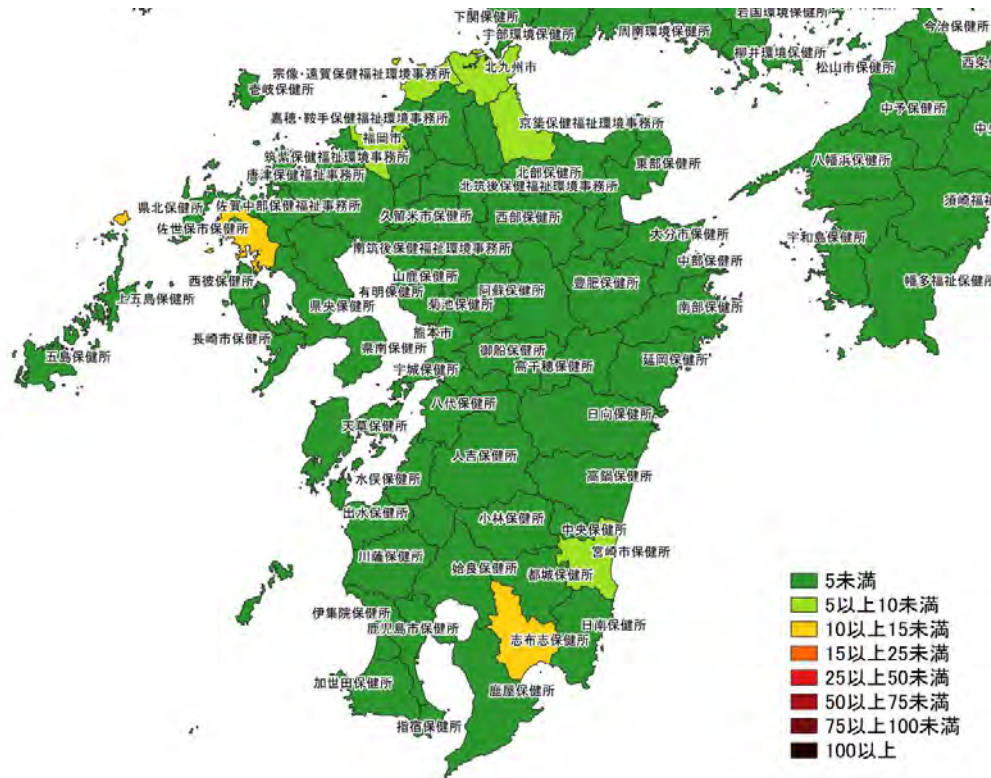 下関保健所
宇部環境保健所
周南環境保健所
岩国環境保健所
柳井環境保健所
今治保健所
松山市保健所
西条保健
中予保健所
中央
八幡浜保健所
須崎福祉
宇和島保健所
幡多福祉保健所
宗像・遠賀保健福祉環境事務所
北九州市
壱岐保健所
嘉穂・鞍手保健福祉環境事務所
福岡市
京築保健福祉環境事務所
筑紫保健福祉環境事務所
唐津保健福祉事務所
北部保健所
東部保健所
北筑後保健福祉環境事務所
県北保健所
佐賀中部保健福祉事務所
佐世保市保健所
久留米市保健所
西部保健所
大分市保健所
南筑後保健福祉環境事務所
中部保健所
西彼保健所
山鹿保健所
有明保健所
阿蘇保健所
豊肥保健所
上五島保健所
県央保健所
菊池保健所
南部保健所
長崎市保健所
熊本市
五島保健所
県南保健所
御船保健所
延岡保健所
宇城保健所
高千穂保健所
八代保健所
日向保健所
天草保健所
人吉保健所
水俣保健所
高鍋保健所
出水保健所
小林保健所
中央保健所
川薩保健所
宮崎市保健所
姶良保健所
都城保健所
伊集院保健所
鹿児島市保健所
日南保健所
志布志保健所
加世田保健所
鹿屋保健所
指宿保健所
5未満
5以上10未満
10以上15未満
15以上25未満
25以上50未満
50以上75未満
75以上100未満
100以上